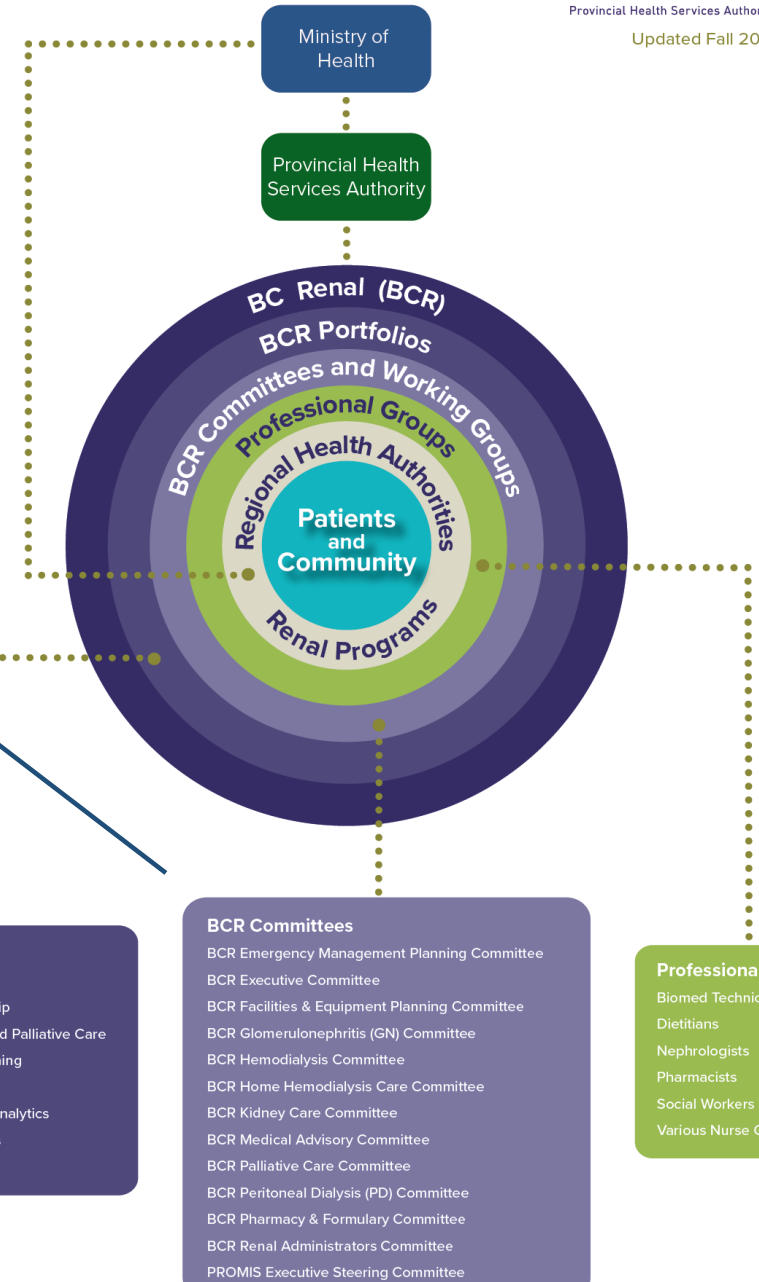 Provincial Health Services
Updated Fall
Ministry of
Health
Provincial Health
Services Authority
BC Renal (BCR)
BCR Portfolios
BCR Committees and Working Groups
Professional Groups
Regional Health Authorities
Patients
and
Community
Renal Programs
d Palliative Care
BCR Committees
BCR Emergency Management Planning Committee
BCR Executive Committee
BCR Facilities & Equipment Planning Committee
BCR Glomerulonephritis (GN) Committee
BCR Hemodialysis Committee
BCR Home Hemodialysis Care Committee
BCR Kidney Care Committee
BCR Medical Advisory Committee
BCR Palliative Care Committee
BCR Peritoneal Dialysis (PD) Committee
BCR Pharmacy & Formulary Committee
BCR Renal Administrators Committee
PROMIS Executive Steering Committee
Professiona
Biomed
Dietitians
Nephrologists
Pharmacists
Social Workers
Various Nurse